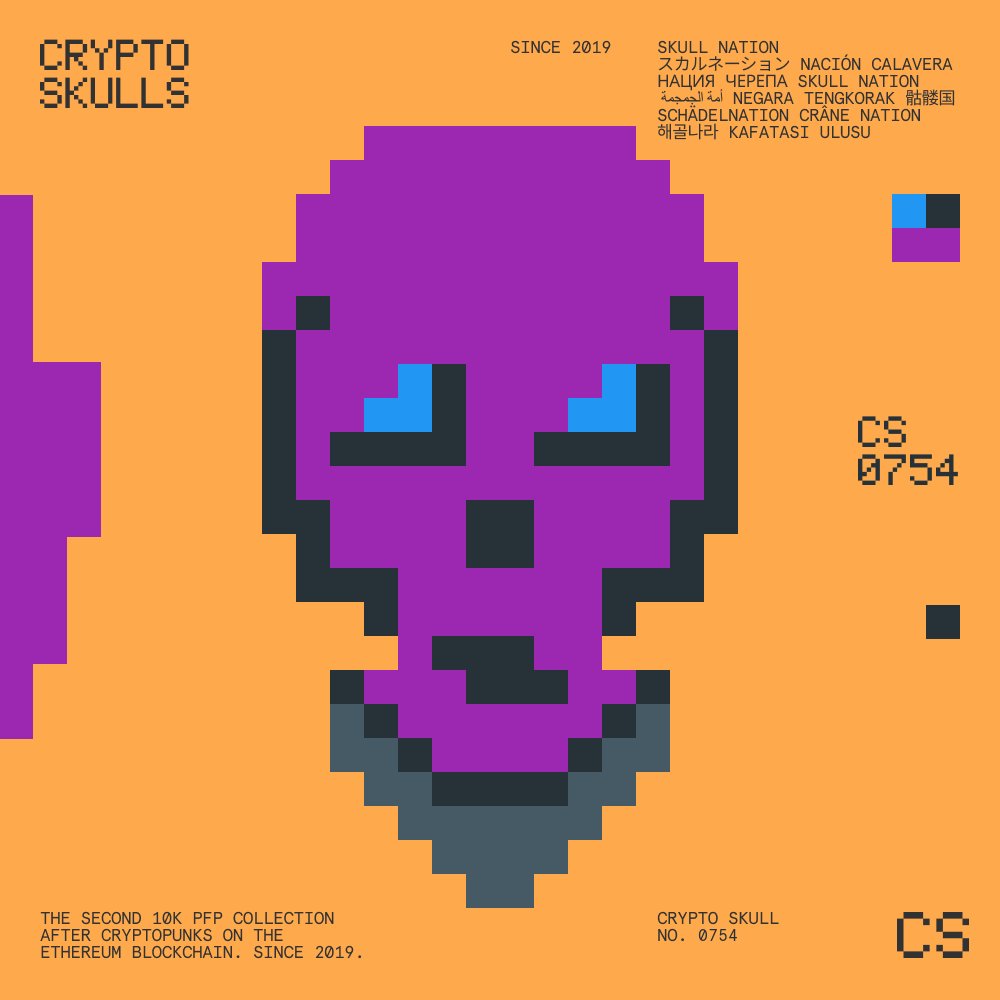 CRYPTO
SKULLS
SINCE 2019
SKULL NATION
スカルネーション NACIÓN CALAVERA
НАЦИЯ ЧЕРЕПА SKULL NATION
أمة الجمجمة NEGARA TENGKORAK 骷髅国
SCHÄDELNATION CRÂNE NATION
해골나라 KAFATASI ULUSU
CS
0754
THE SECOND 10K PFP COLLECTION
AFTER CRYPTOPUNKS ON THE
ETHEREUM BLOCKCHAIN. SINCE 2019.
CRYPTO SKULL
NO. 0754
CS